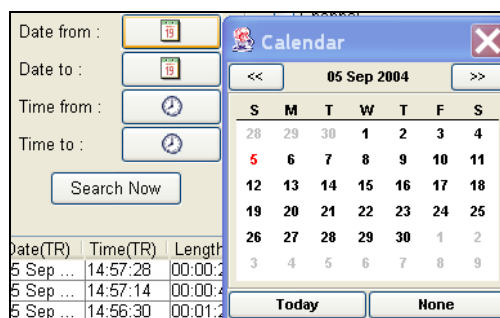 Date from :
19
Date to :
19
Time from :
Time to :
Search Now
Date(TR) Time(TR) Length
5 Sep ... 14:57:28 00:00:
5 Sep ... 14:57:14 00:00:
5 Sep ... 14:56:30 00:01:
Calendar
<< 05 Sep 2004 >>
S M T W T F S
28 29 30 1 2 3 4
5 6 7 8 9 10 11
12 13 14 15 16 17 18
19 20 21 22 23 24 25
26 27 28 29 30 1 2
3 4 5 6 7 8 9
Today None